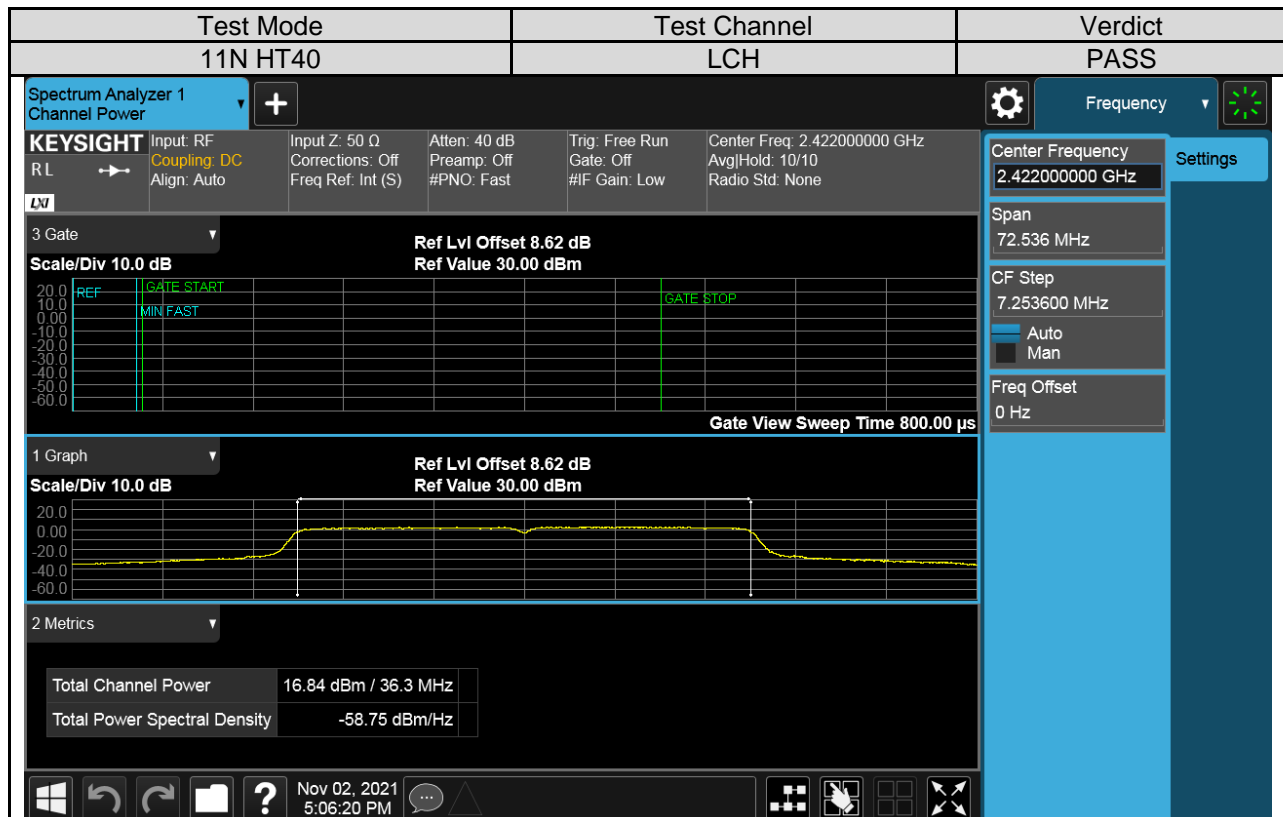 Test Mode Test Channel Verdict
11N HT40 LCH PASS
Spectrum Analyzer 1
Channel Power
+
Frequency
KEYSIGHT
R L
LXI
Input: RF
Coupling: DC
Align: Auto
Input Z: 50 Ω
Corrections: Off
Freq Ref: Int (S)
Atten: 40 dB
Preamp: Off
#PNO: Fast
Trig: Free Run
Gate: Off
#IF Gain: Low
Center Freq: 2.422000000 GHz
Avg|Hold: 10/10
Radio Std: None
Center Frequency
2.422000000 GHz
Settings
Span
72.536 MHz
CF Step
7.253600 MHz
Auto
Man
Freq Offset
0 Hz
3 Gate
Scale/Div 10.0 dB
Ref Lvl Offset 8.62 dB
Ref Value 30.00 dBm
20.0
10.0
0.00
-10.0
-20.0
-30.0
-40.0
-50.0
-60.0
REF
GATE START
MIN FAST
GATE STOP
Gate View Sweep Time 800.00 µs
1 Graph
Scale/Div 10.0 dB
Ref Lvl Offset 8.62 dB
Ref Value 30.00 dBm
20.0
0.00
-20.0
-40.0
-60.0
2 Metrics
Total Channel Power 16.84 dBm / 36.3 MHz
Total Power Spectral Density -58.75 dBm/Hz
?
Nov 02, 2021
5:06:20 PM